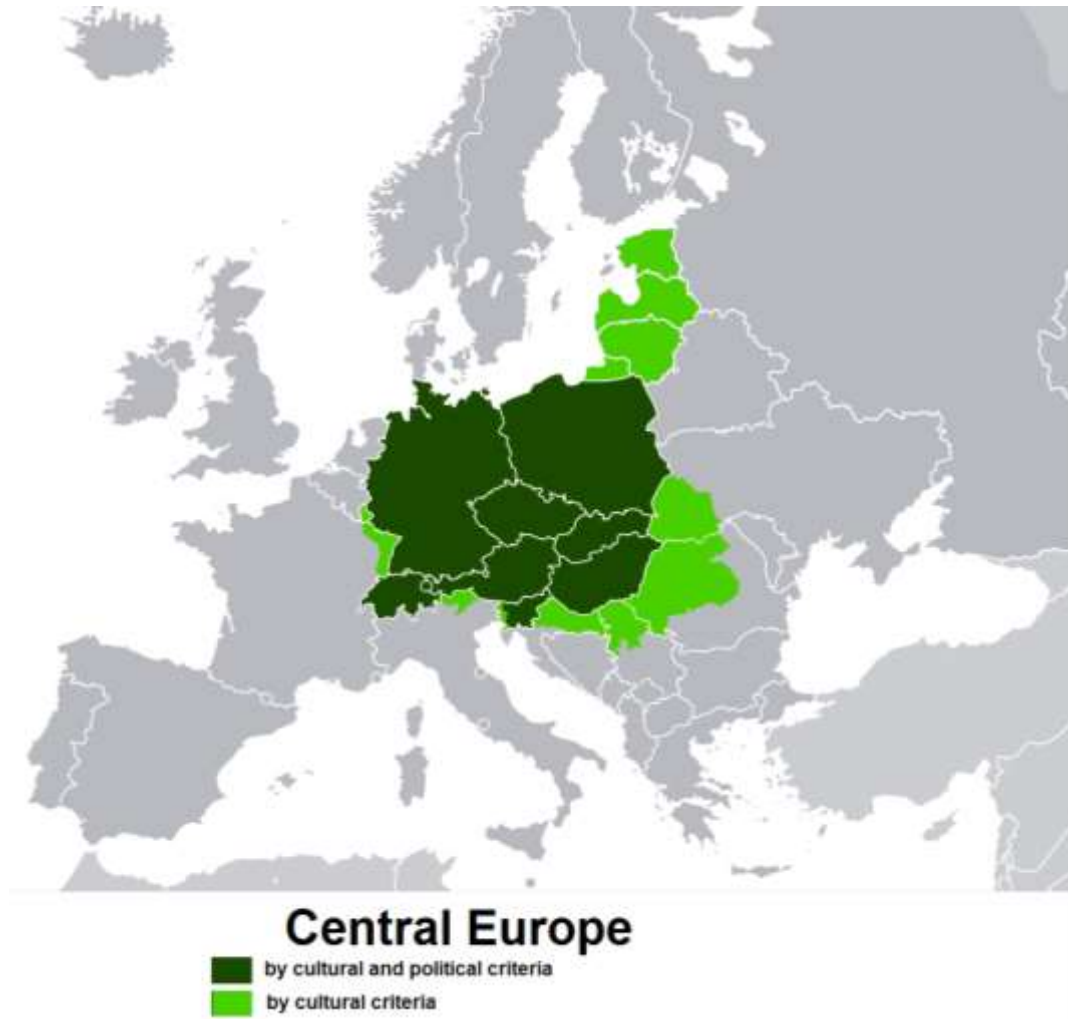 Central Europe
by cultural and political criteria
by cultural criteria